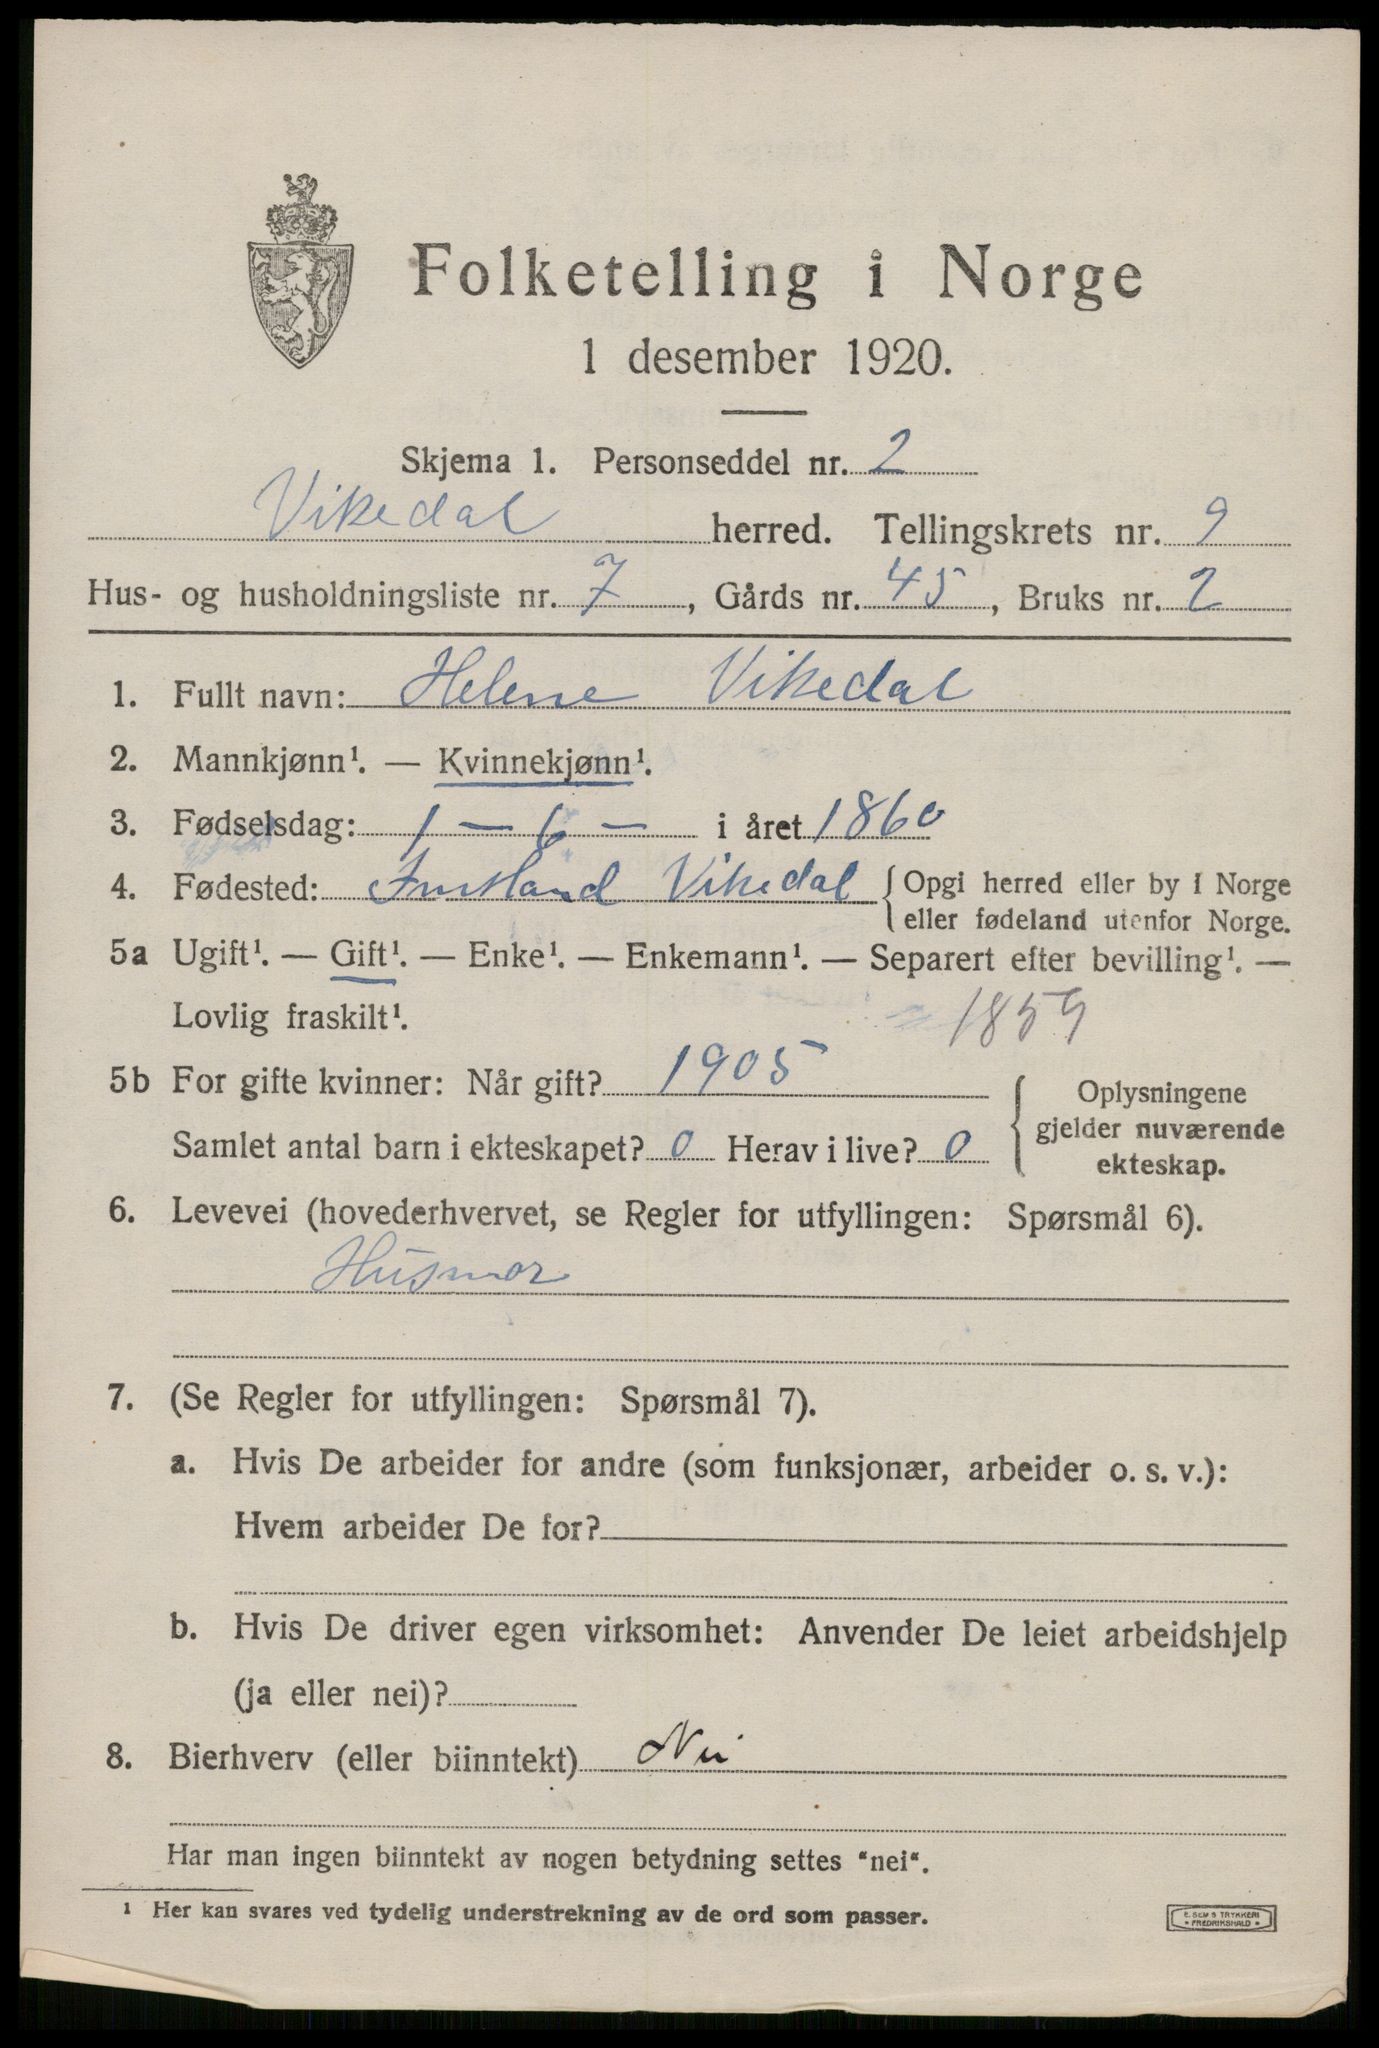 Folketelling i Norge
1 desember 1920.
Skjema 1. Personseddel nr. 2
Vikedal herred. Tellingskrets nr. 9
Hus- og husholdningsliste nr. 7, Gårds nr. 45, Bruks nr. 2
1. Fullt navn: Helene Vikedal
2. Mannkjønn¹. — Kvinnekjønn¹.
3. Fødselsdag: 1 — 6 — i året 1860
4. Fødested: Vikedal { Opgi herred eller by i Norge
eller fødeland utenfor Norge.
5a Ugift¹. — Gift¹. — Enke¹. — Enkemann¹. — Separert efter bevilling¹. —
Lovlig fraskilt¹.
1859
5b For gifte kvinner: Når gift? 1905
Samlet antal barn i ekteskapet? 0 Herav i live? 0
{ Oplysningene
gjelder nuværende
ekteskap.
6. Levevei (hovederhvervet, se Regler for utfyllingen: Spørsmål 6).
Husmor
7. (Se Regler for utfyllingen: Spørsmål 7).
a. Hvis De arbeider for andre (som funksjonær, arbeider o. s. v.):
Hvem arbeider De for?
b. Hvis De driver egen virksomhet: Anvender De leiet arbeidshjelp
(ja eller nei)?
8. Bierhverv (eller biinntekt) Nei
Har man ingen biinntekt av nogen betydning settes "nei".
¹ Her kan svares ved tydelig understrekning av de ord som passer.
E. SEM'S TRYKKERI
* FREDRIKSHALD *